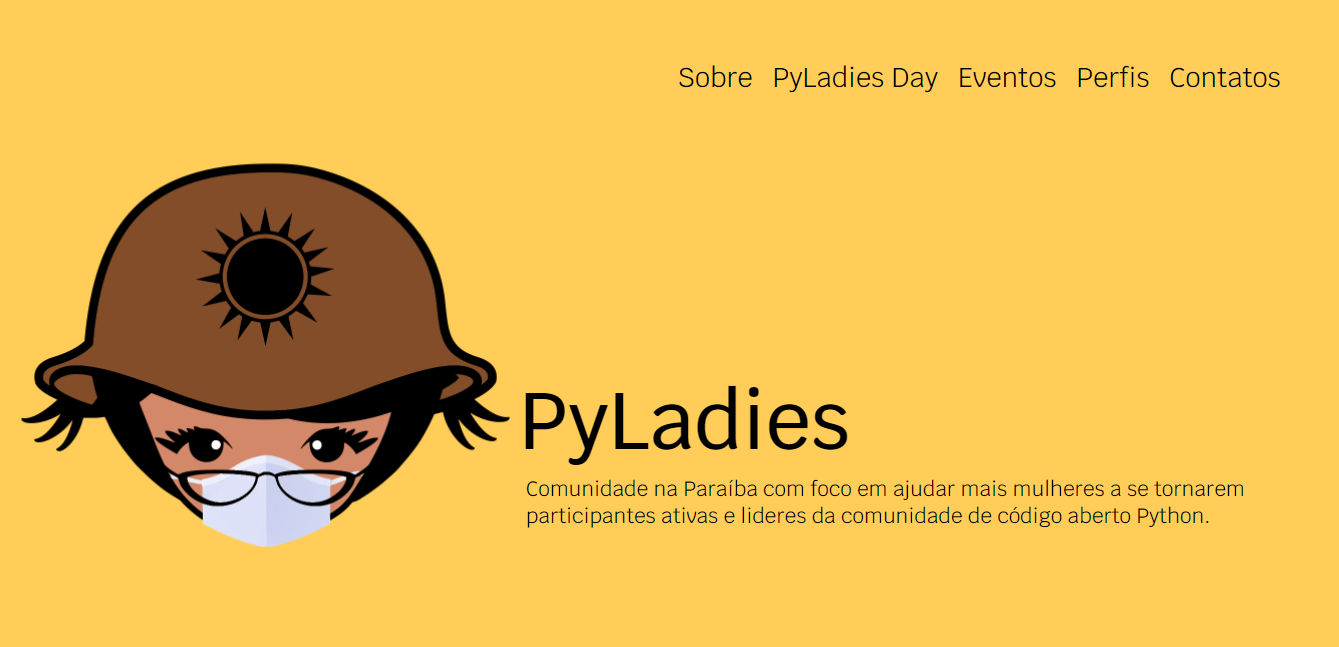 Sobre PyLadies Day Eventos Perfis Contatos
PyLadies
Comunidade na Paraíba com foco em ajudar mais mulheres a se tornarem
participantes ativas e lideres da comunidade de código aberto Python.